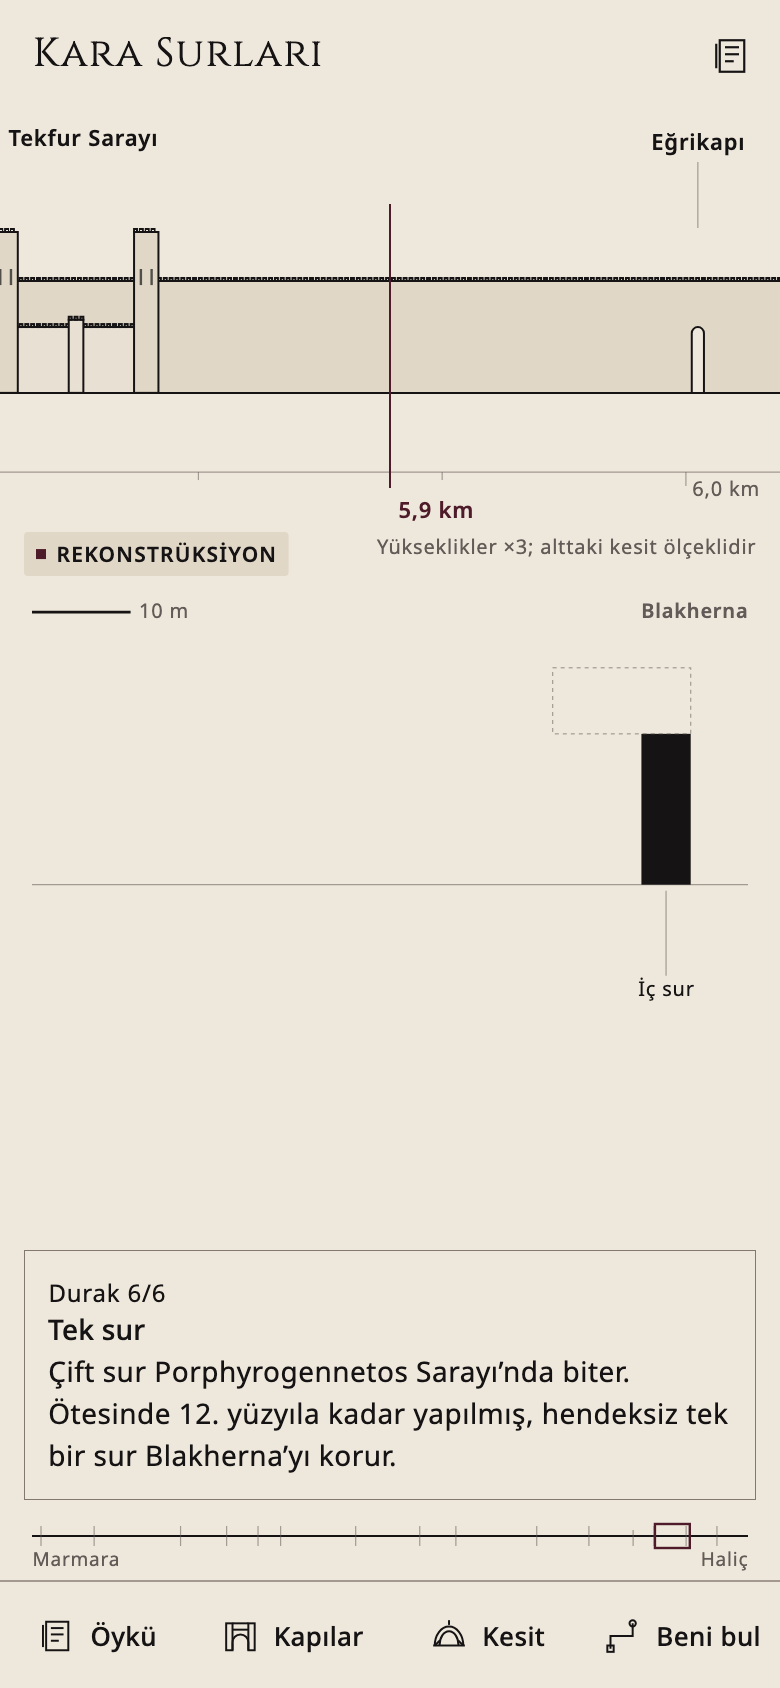 Kara Surları
Tekfur Sarayı
Eğrikapı
6,0 km
5,9 km
REKONSTRÜKSİYON
Yükseklikler ×3; alttaki kesit ölçeklidir
10 m
Blakherna
İç sur
Durak 6/6
Tek sur
Çift sur Porphyrogennetos Sarayı’nda biter.
Ötesinde 12. yüzyıla kadar yapılmış, hendeksiz tek
bir sur Blakherna’yı korur.
Marmara
Haliç
Öykü
Kapılar
Kesit
Beni bul